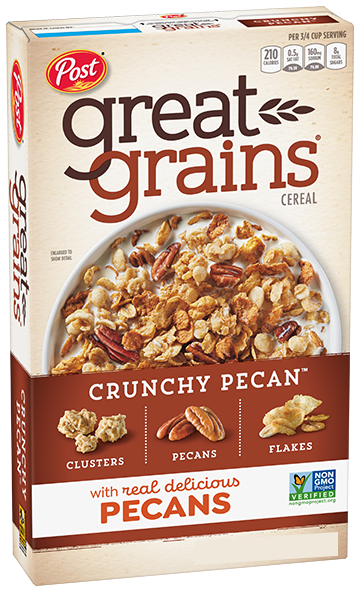 Post
PER 3/4 CUP SERVING
210
CALORIES
0.5g
SAT FAT
160mg
SODIUM
8g
TOTAL
SUGARS
great
grains®
CEREAL
ENLARGED TO
SHOW DETAIL
CRUNCHY PECAN™
CLUSTERS
PECANS
FLAKES
with real delicious
PECANS
NON
GMO
Project
VERIFIED
nongmoproject.org
great
grains
CRUNCHY
PECAN